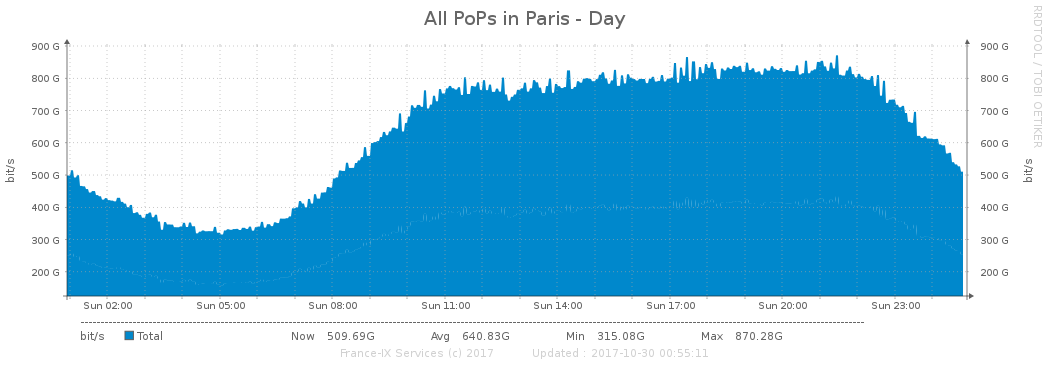 All PoPs in Paris - Day
RRDTOOL / TOBI OETIKER
bit/s
900 G 900 G
800 G 800 G
700 G 700 G
600 G 600 G
500 G 500 G
400 G 400 G
300 G 300 G
200 G 200 G
bit/s
Sun 02:00 Sun 05:00 Sun 08:00 Sun 11:00 Sun 14:00 Sun 17:00 Sun 20:00 Sun 23:00
bit/s Total Now 509.69G Avg 640.83G Min 315.08G Max 870.28G
France-IX Services (c) 2017 Updated : 2017-10-30 00:55:11